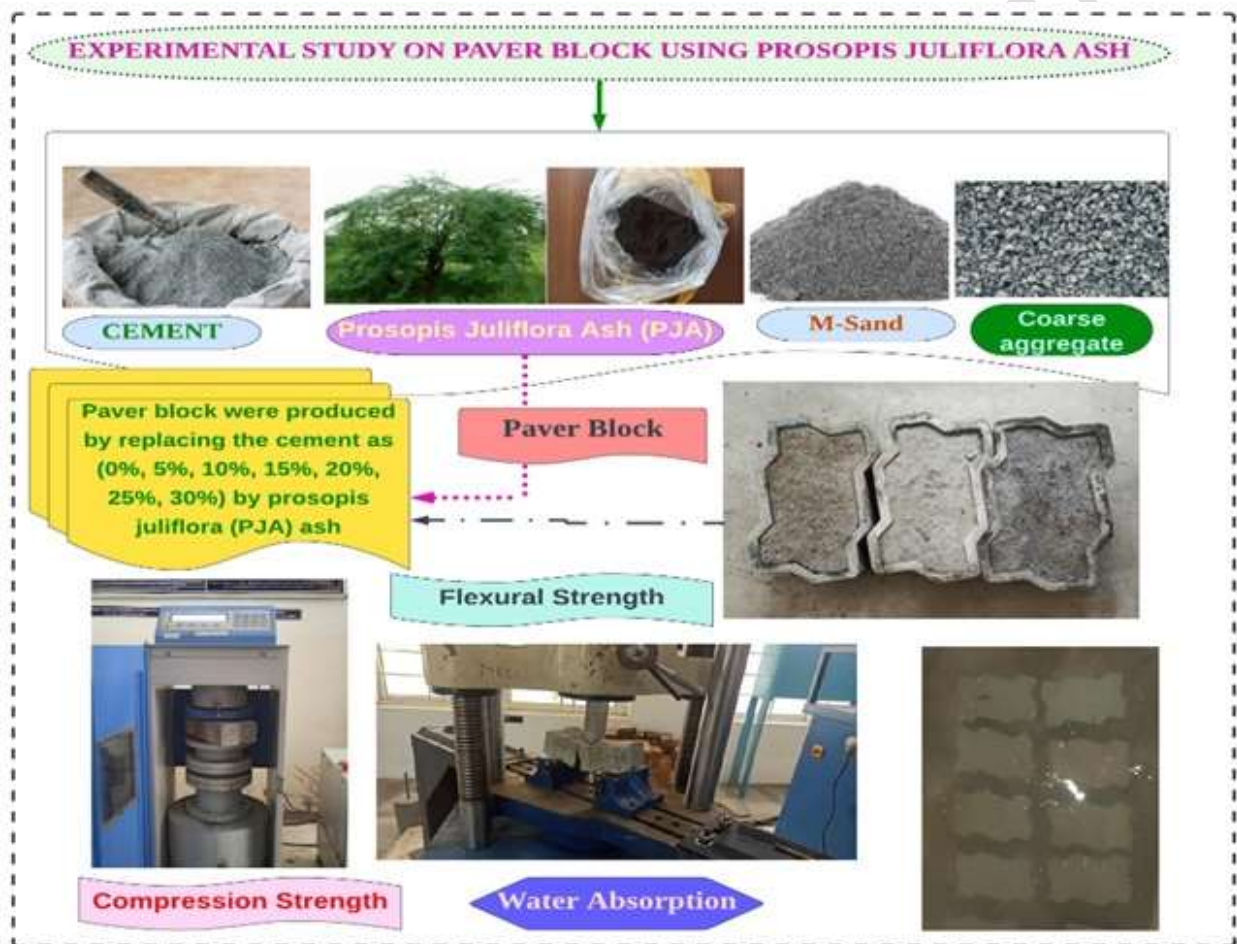 EXPERIMENTAL STUDY ON PAVER BLOCK USING PROSOPIS JULIFLORA ASH
CEMENT
Prosopis Juliflora Ash (PJA)
M-Sand
Coarse
aggregate
Paver block were produced
by replacing the cement as
(0%, 5%, 10%, 15%, 20%,
25%, 30%) by prosopis
juliflora (PJA) ash
Paver Block
Flexural Strength
Compression Strength
Water Absorption